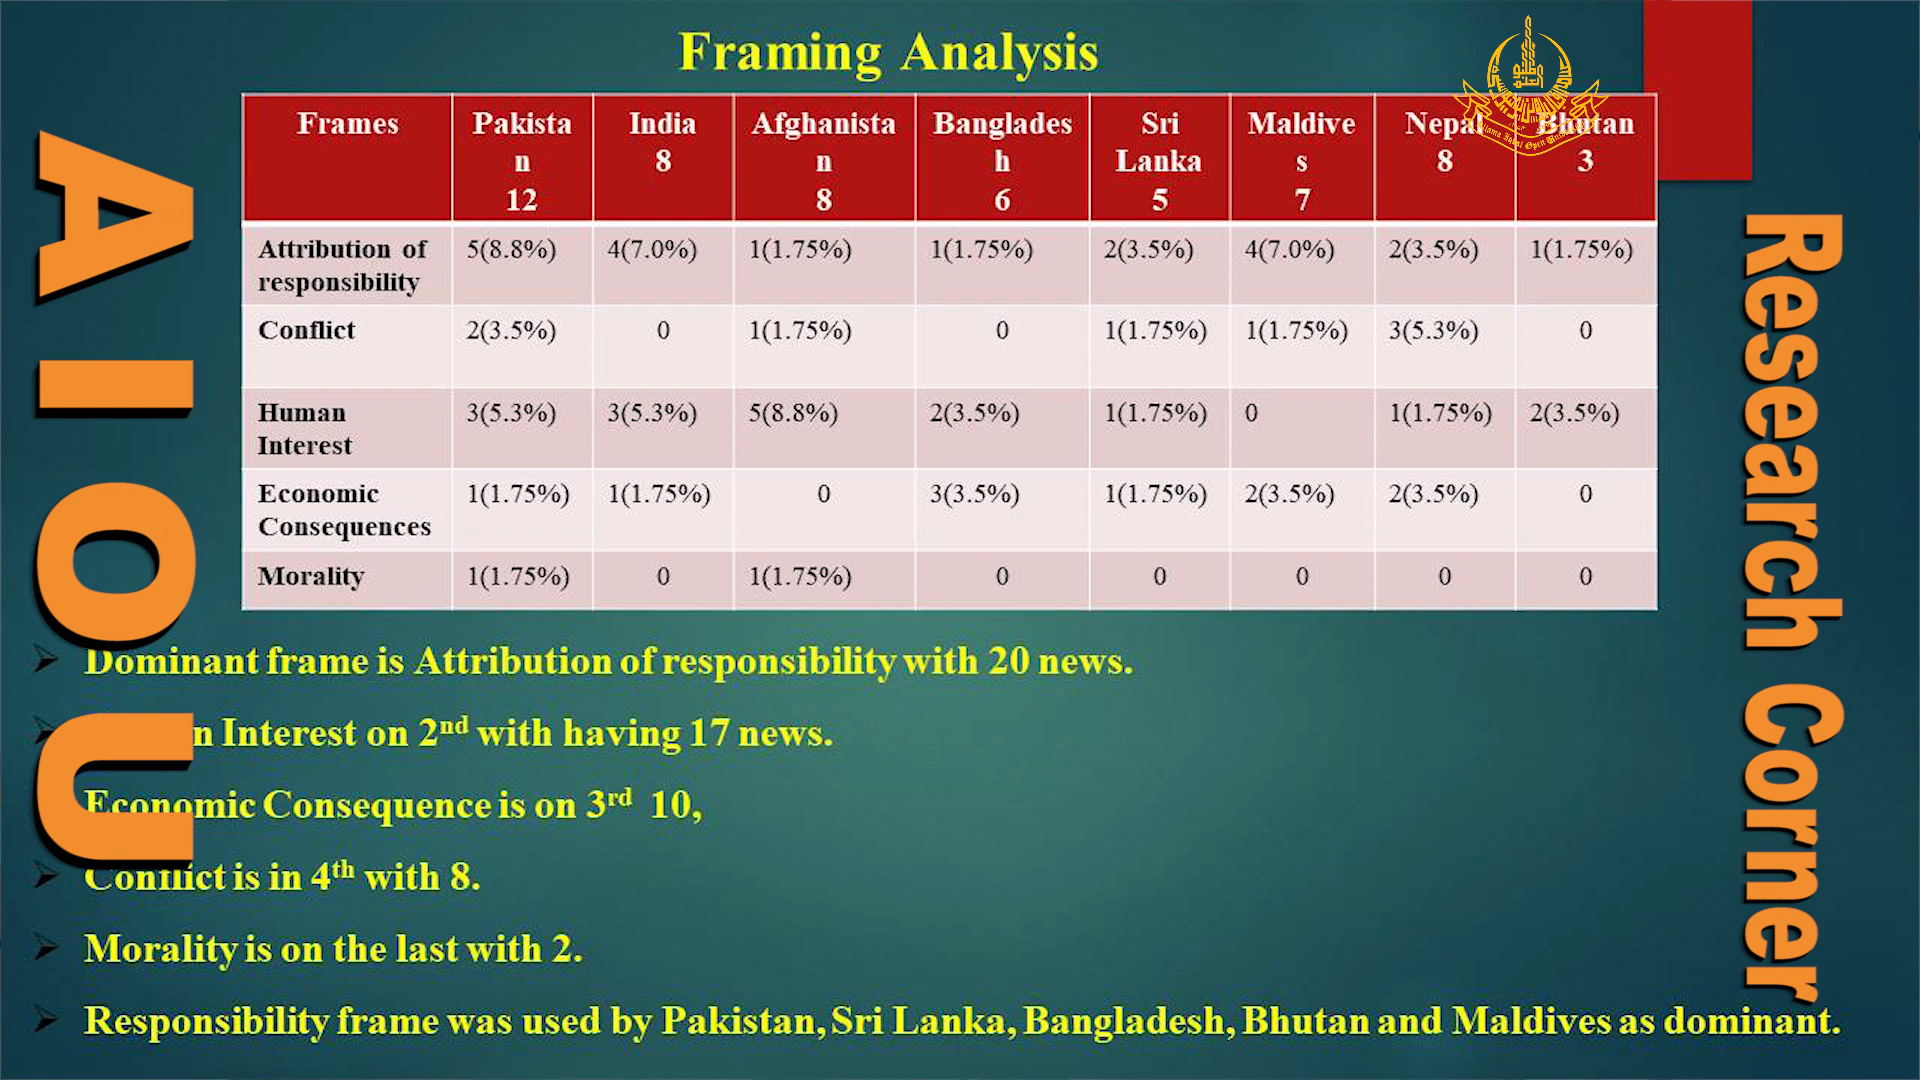 Framing Analysis
Frames
Pakista
n
12
India
8
Afghanista
n
8
Banglades
h
6
Sri
Lanka
5
Maldive
s
7
Nepal
8
Bhutan
3
Attribution of
responsibility
5(8.8%)
4(7.0%)
1(1.75%)
1(1.75%)
2(3.5%)
4(7.0%)
2(3.5%)
1(1.75%)
Conflict
2(3.5%)
0
1(1.75%)
0
1(1.75%)
1(1.75%)
3(5.3%)
0
Human
Interest
3(5.3%)
3(5.3%)
5(8.8%)
2(3.5%)
1(1.75%)
0
1(1.75%)
2(3.5%)
Economic
Consequences
1(1.75%)
1(1.75%)
0
3(3.5%)
1(1.75%)
2(3.5%)
2(3.5%)
0
Morality
1(1.75%)
0
1(1.75%)
0
0
0
0
0
Dominant frame is Attribution of responsibility with 20 news.
n Interest on 2nd with having 17 news.
Economic Consequence is on 3rd 10,
Conflict is in 4th with 8.
Morality is on the last with 2.
Responsibility frame was used by Pakistan, Sri Lanka, Bangladesh, Bhutan and Maldives as dominant.
AIOU
Research Corner
Allama Iqbal Open University